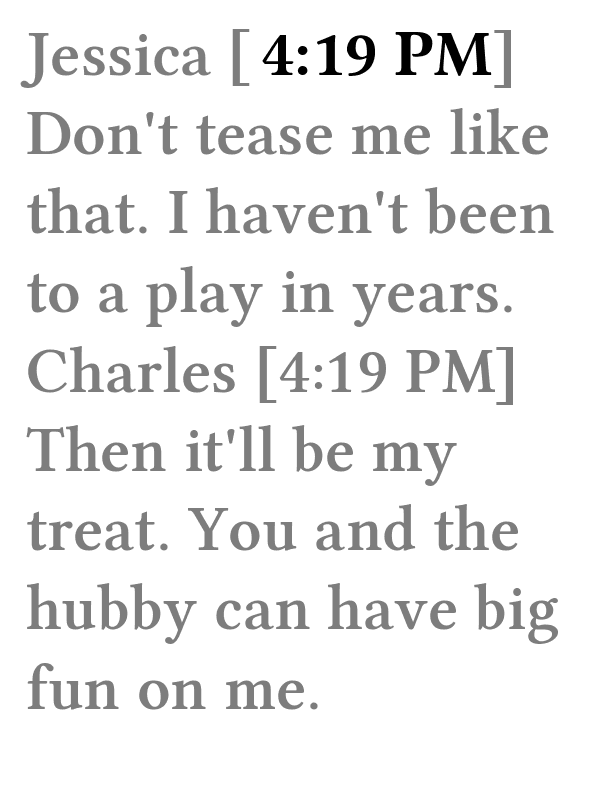 Jessica [ 4:19 PM]
Don't tease me like
that. I haven't been
to a play in years.
Charles [4:19 PM]
Then it'll be my
treat. You and the
hubby can have big
fun on me.